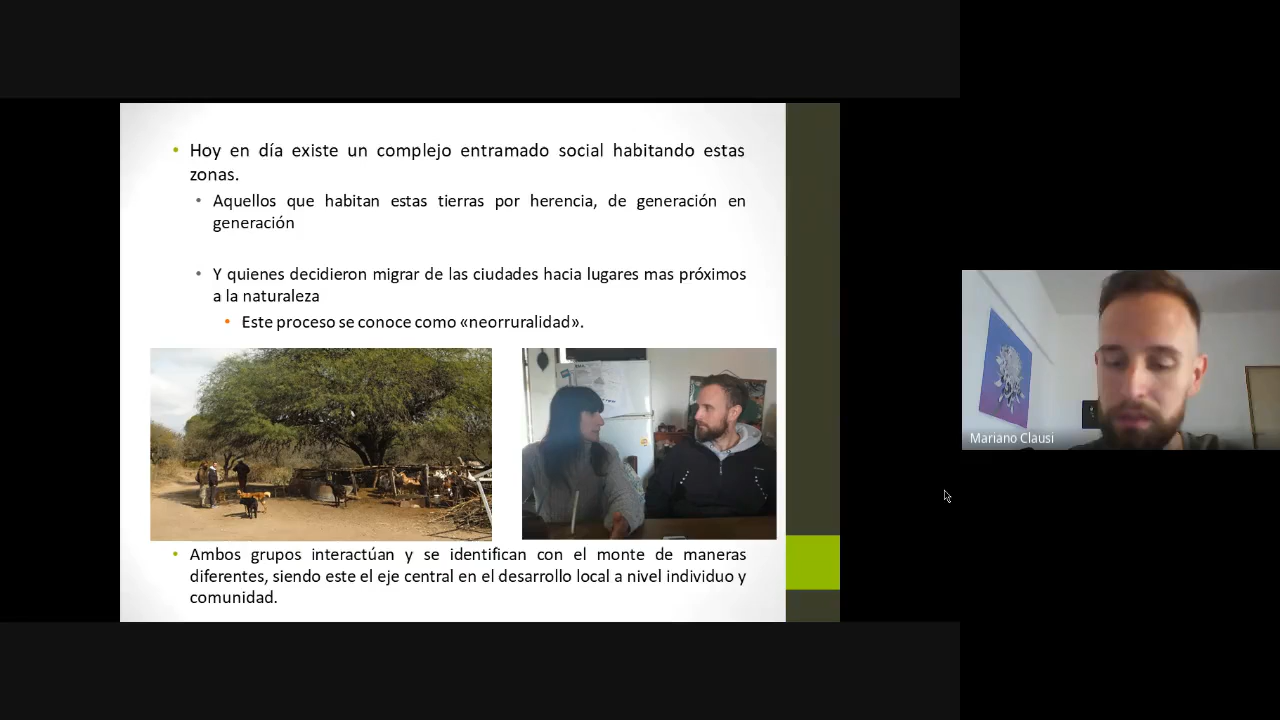 Hoy en día existe un complejo entramado social habitando estas
zonas.
Aquellos que habitan estas tierras por herencia, de generación en
generación
Y quienes decidieron migrar de las ciudades hacia lugares mas próximos
a la naturaleza
Este proceso se conoce como «neorruralidad».
Ambos grupos interactúan y se identifican con el monte de maneras
diferentes, siendo este el eje central en el desarrollo local a nivel individuo y
comunidad.
Mariano Clausi